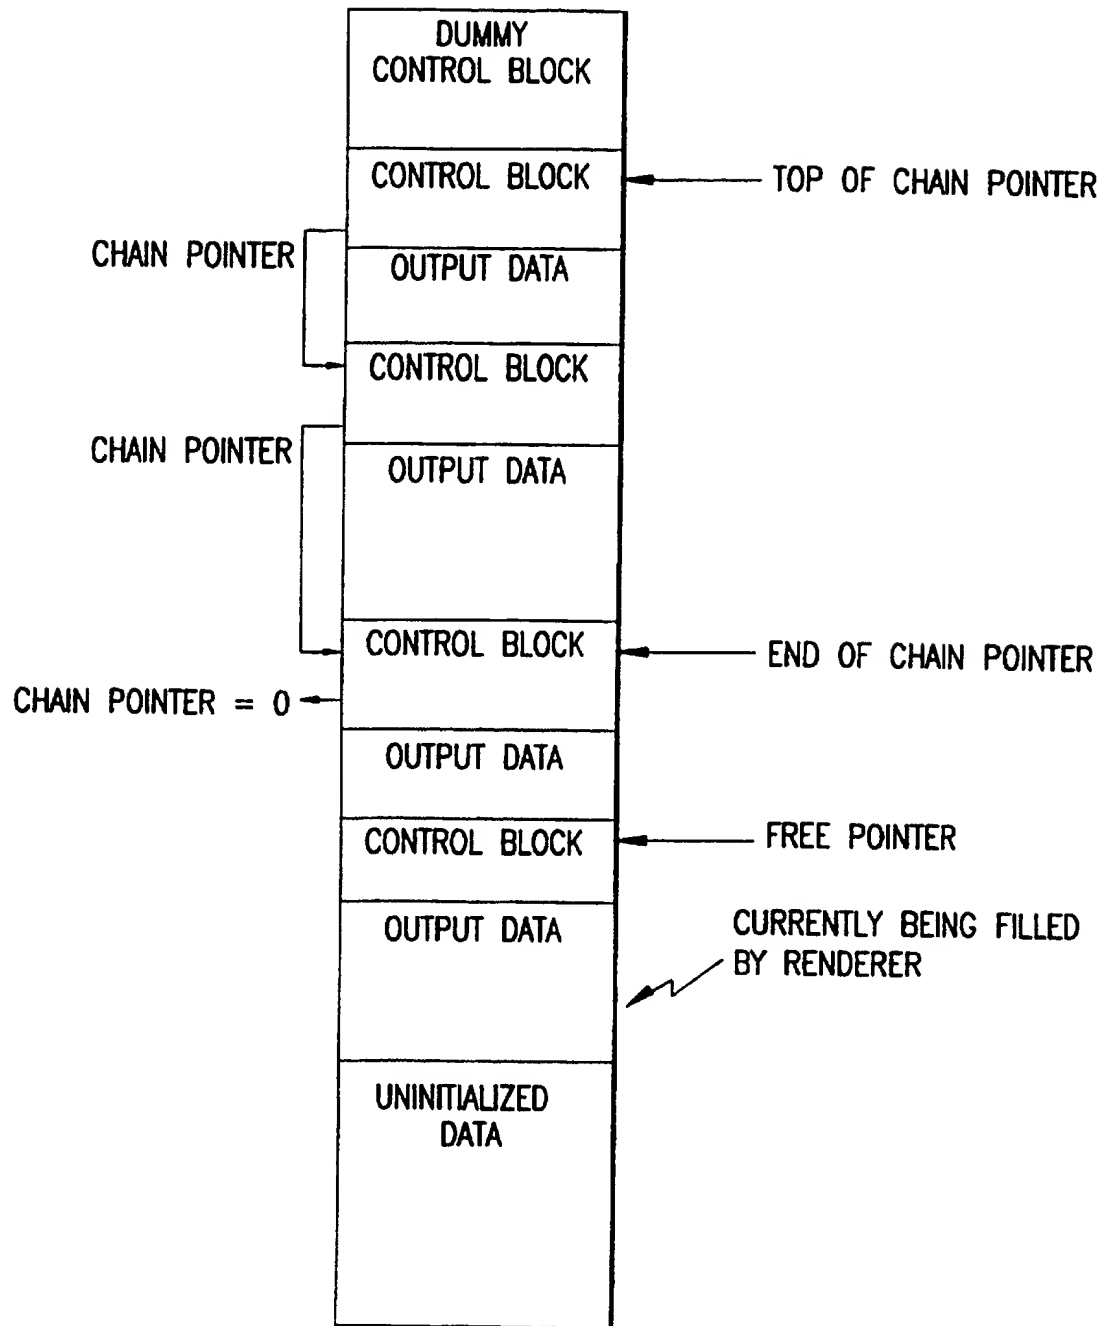 DUMMY
CONTROL BLOCK
CONTROL BLOCK
TOP OF CHAIN POINTER
CHAIN POINTER
OUTPUT DATA
CONTROL BLOCK
CHAIN POINTER
OUTPUT DATA
CONTROL BLOCK
END OF CHAIN POINTER
CHAIN POINTER = 0
OUTPUT DATA
CONTROL BLOCK
FREE POINTER
OUTPUT DATA
CURRENTLY BEING FILLED
BY RENDERER
UNINITIALIZED
DATA